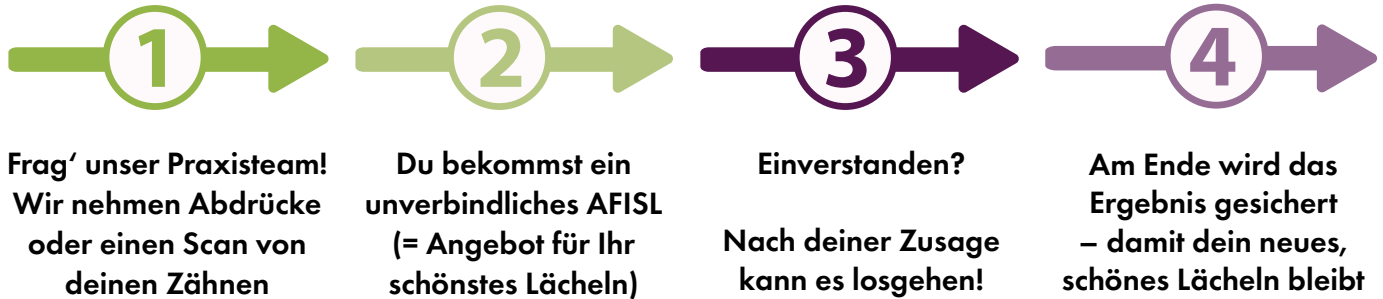 1
Frag‘ unser Praxisteam!
Wir nehmen Abdrücke
oder einen Scan von
deinen Zähnen
2
Du bekommst ein
unverbindliches AFISL
(= Angebot für Ihr
schönstes Lächeln)
3
Einverstanden?
Nach deiner Zusage
kann es losgehen!
4
Am Ende wird das
Ergebnis gesichert
– damit dein neues,
schönes Lächeln bleibt